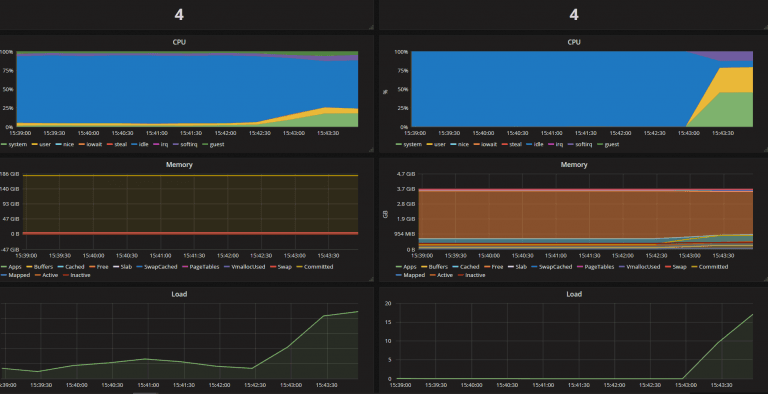 4
4
CPU
100%
75%
50%
25%
0%
15:39:00 15:39:30 15:40:00 15:40:30 15:41:00 15:41:30 15:42:00 15:42:30 15:43:00 15:43:30
system user nice iowait steal idle irq softirq guest
CPU
%
100%
75%
50%
25%
0%
15:39:00 15:39:30 15:40:00 15:40:30 15:41:00 15:41:30 15:42:00 15:42:30 15:43:00 15:43:30
system user nice iowait steal idle irq softirq guest
Memory
186 GiB
140 GiB
93 GiB
47 GiB
0 B
-47 GiB
15:39:00 15:39:30 15:40:00 15:40:30 15:41:00 15:41:30 15:42:00 15:42:30 15:43:00 15:43:30
Apps Buffers Cached Free Slab SwapCached PageTables VmallocUsed Swap Committed
Mapped Active Inactive
Memory
GB
4.7 GiB
3.7 GiB
2.8 GiB
1.9 GiB
954 MiB
0 B
15:39:00 15:39:30 15:40:00 15:40:30 15:41:00 15:41:30 15:42:00 15:42:30 15:43:00 15:43:30
Apps Buffers Cached Free Slab SwapCached PageTables VmallocUsed Swap Committed
Mapped Active Inactive
Load
:39:00 15:39:30 15:40:00 15:40:30 15:41:00 15:41:30 15:42:00 15:42:30 15:43:00 15:43:30
Load
20
15
10
5
0
15:39:00 15:39:30 15:40:00 15:40:30 15:41:00 15:41:30 15:42:00 15:42:30 15:43:00 15:43:30